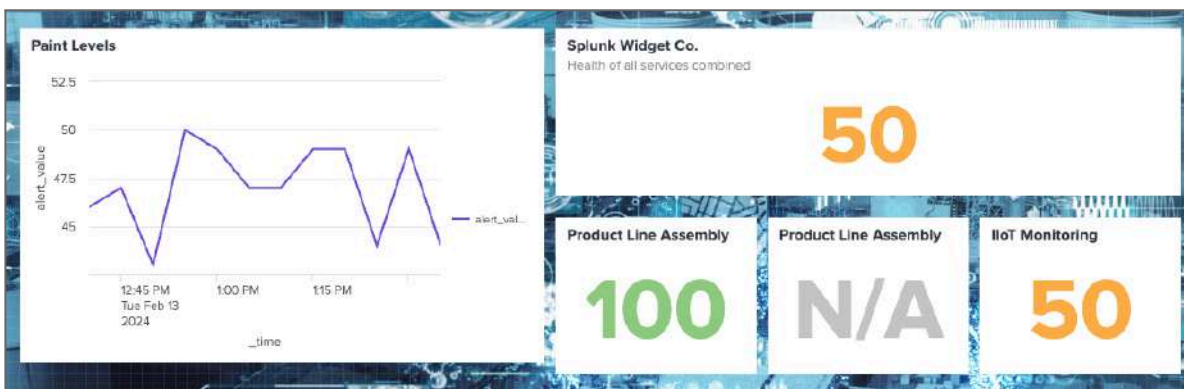 Paint Levels
52.5
50
47.5
45
alert_value
12:45 PM
Tue Feb 13
2024
1:00 PM
1:15 PM
_time
alert_val...
Splunk Widget Co.
Health of all services combined
50
Product Line Assembly
100
Product Line Assembly
N/A
IIoT Monitoring
50